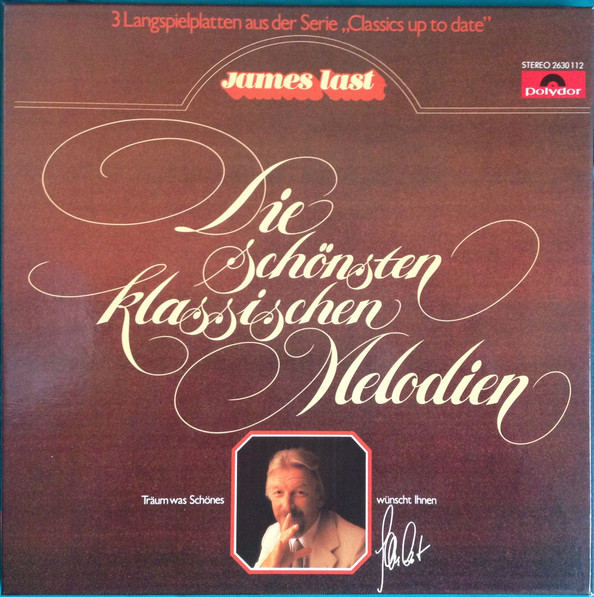 3 Langspielplatten aus der Serie „Classics up to date”
STEREO 2630 112
james last
polydor
Die
schönsten
klassischen
Melodien
Träum was Schönes
wünscht Ihnen